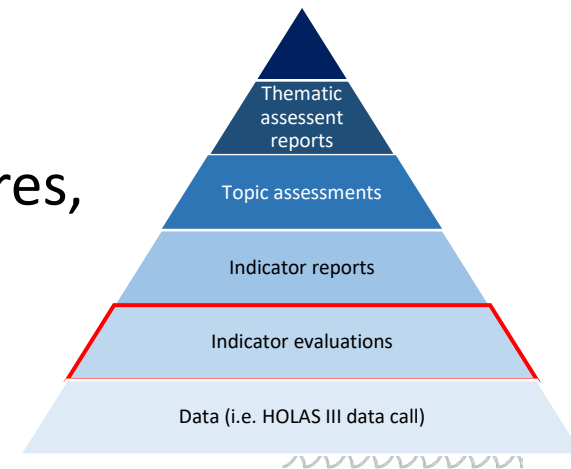 Thematic
assessent
reports
res,
Topic assessments
Indicator reports
Indicator evaluations
Data (i.e. HOLAS III data call)